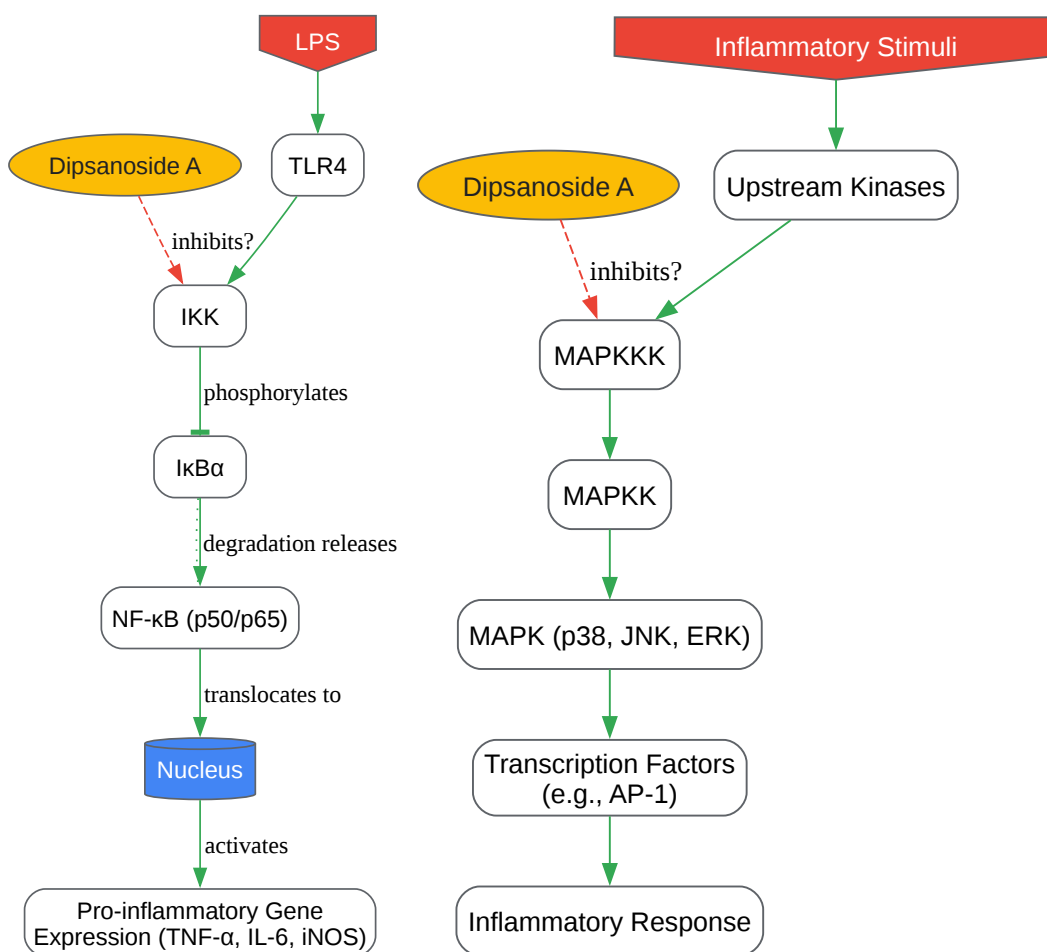 LPS
Dipsanoside A
TLR4
inhibits?
IKK
phosphorylates
IκBα
degradation releases
NF-κB (p50/p65)
translocates to
Nucleus
activates
Pro-inflammatory Gene
Expression (TNF-α, IL-6, iNOS)
Inflammatory Stimuli
Dipsanoside A
Upstream Kinases
inhibits?
MAPKKK
MAPKK
MAPK (p38, JNK, ERK)
Transcription Factors
(e.g., AP-1)
Inflammatory Response